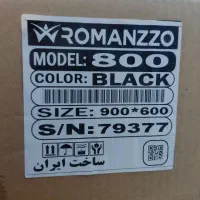 ROMANZZO
MODEL: 800
COLOR: BLACK
SIZE: 900*600
S/N: 79377
ساخت ایران